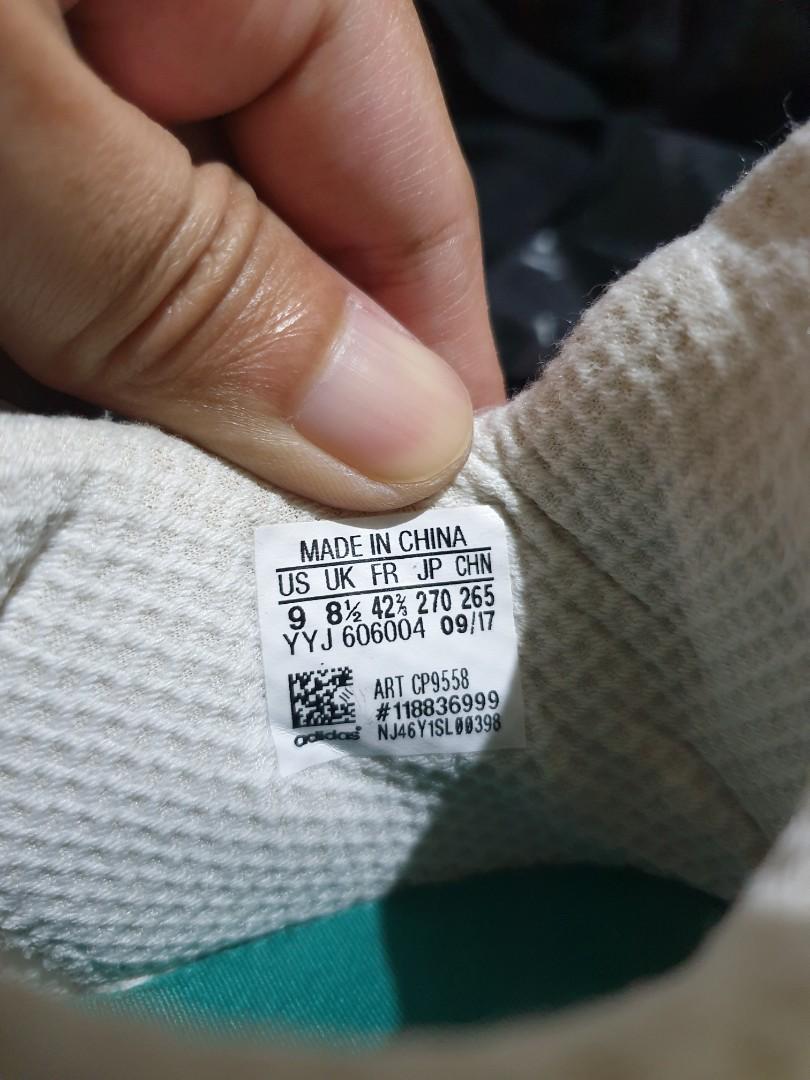 MADE IN CHINA
US UK FR JP CHN
9 8½ 42⅔ 270 265
YYJ 606004 09/17
ART CP9558
#118836999
NJ46Y1SL00398
adidas